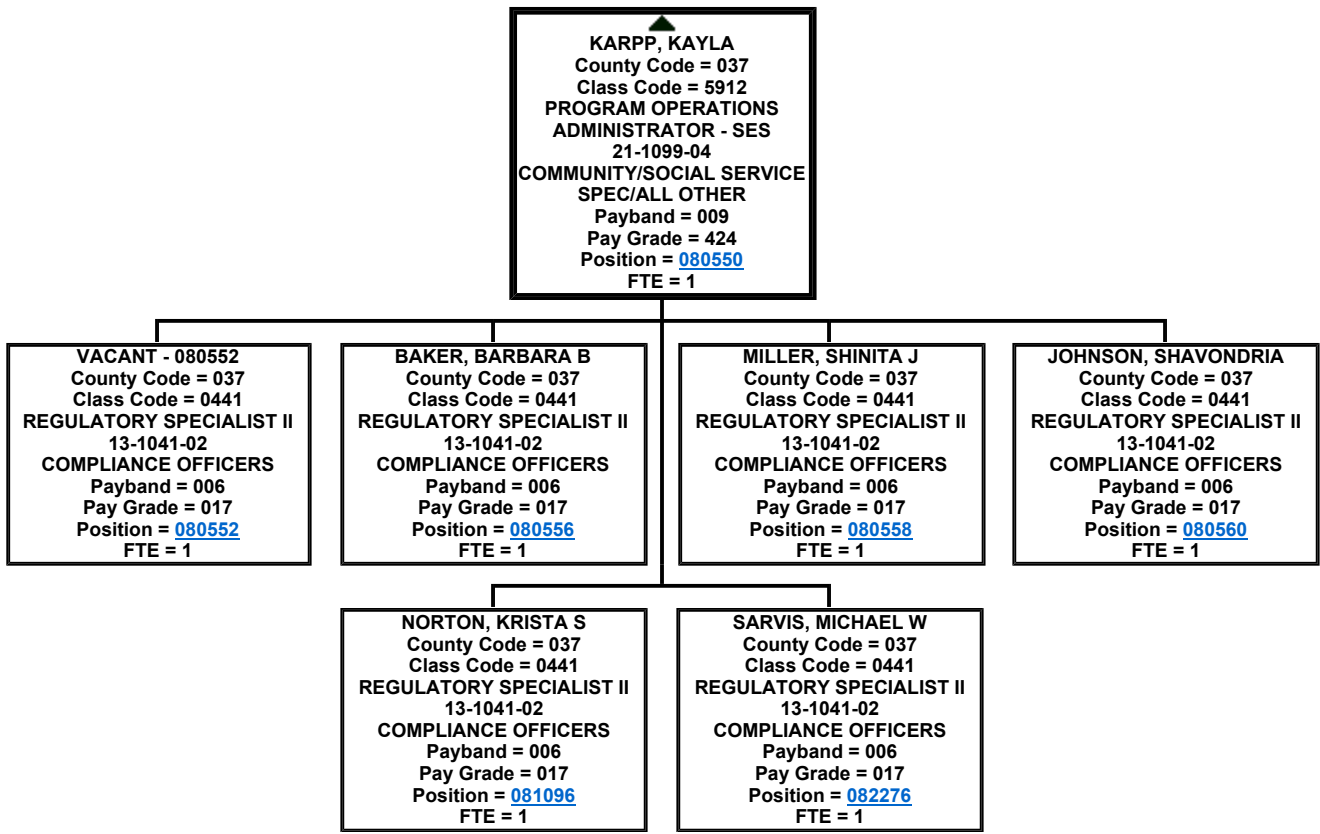 KARPP, KAYLA
County Code = 037
Class Code = 5912
PROGRAM OPERATIONS
ADMINISTRATOR - SES
21-1099-04
COMMUNITY/SOCIAL SERVICE
SPEC/ALL OTHER
Payband = 009
Pay Grade = 424
Position = 080550
FTE = 1
VACANT - 080552
County Code = 037
Class Code = 0441
REGULATORY SPECIALIST II
13-1041-02
COMPLIANCE OFFICERS
Payband = 006
Pay Grade = 017
Position = 080552
FTE = 1
BAKER, BARBARA B
County Code = 037
Class Code = 0441
REGULATORY SPECIALIST II
13-1041-02
COMPLIANCE OFFICERS
Payband = 006
Pay Grade = 017
Position = 080556
FTE = 1
MILLER, SHINITA J
County Code = 037
Class Code = 0441
REGULATORY SPECIALIST II
13-1041-02
COMPLIANCE OFFICERS
Payband = 006
Pay Grade = 017
Position = 080558
FTE = 1
JOHNSON, SHAVONDRIA
County Code = 037
Class Code = 0441
REGULATORY SPECIALIST II
13-1041-02
COMPLIANCE OFFICERS
Payband = 006
Pay Grade = 017
Position = 080560
FTE = 1
NORTON, KRISTA S
County Code = 037
Class Code = 0441
REGULATORY SPECIALIST II
13-1041-02
COMPLIANCE OFFICERS
Payband = 006
Pay Grade = 017
Position = 081096
FTE = 1
SARVIS, MICHAEL W
County Code = 037
Class Code = 0441
REGULATORY SPECIALIST II
13-1041-02
COMPLIANCE OFFICERS
Payband = 006
Pay Grade = 017
Position = 082276
FTE = 1